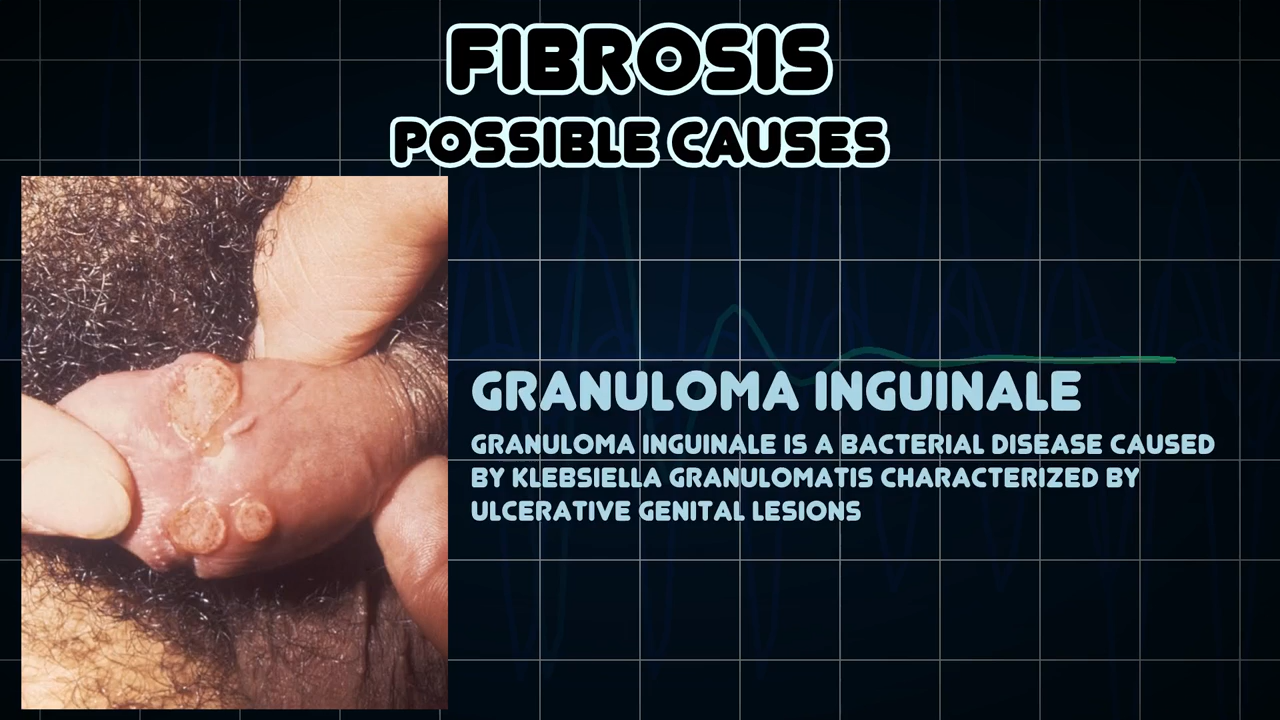 FIBROSIS
POSSIBLE CAUSES
GRANULOMA INGUINALE
GRANULOMA INGUINALE IS A BACTERIAL DISEASE CAUSED
BY KLEBSIELLA GRANULOMATIS CHARACTERIZED BY
ULCERATIVE GENITAL LESIONS